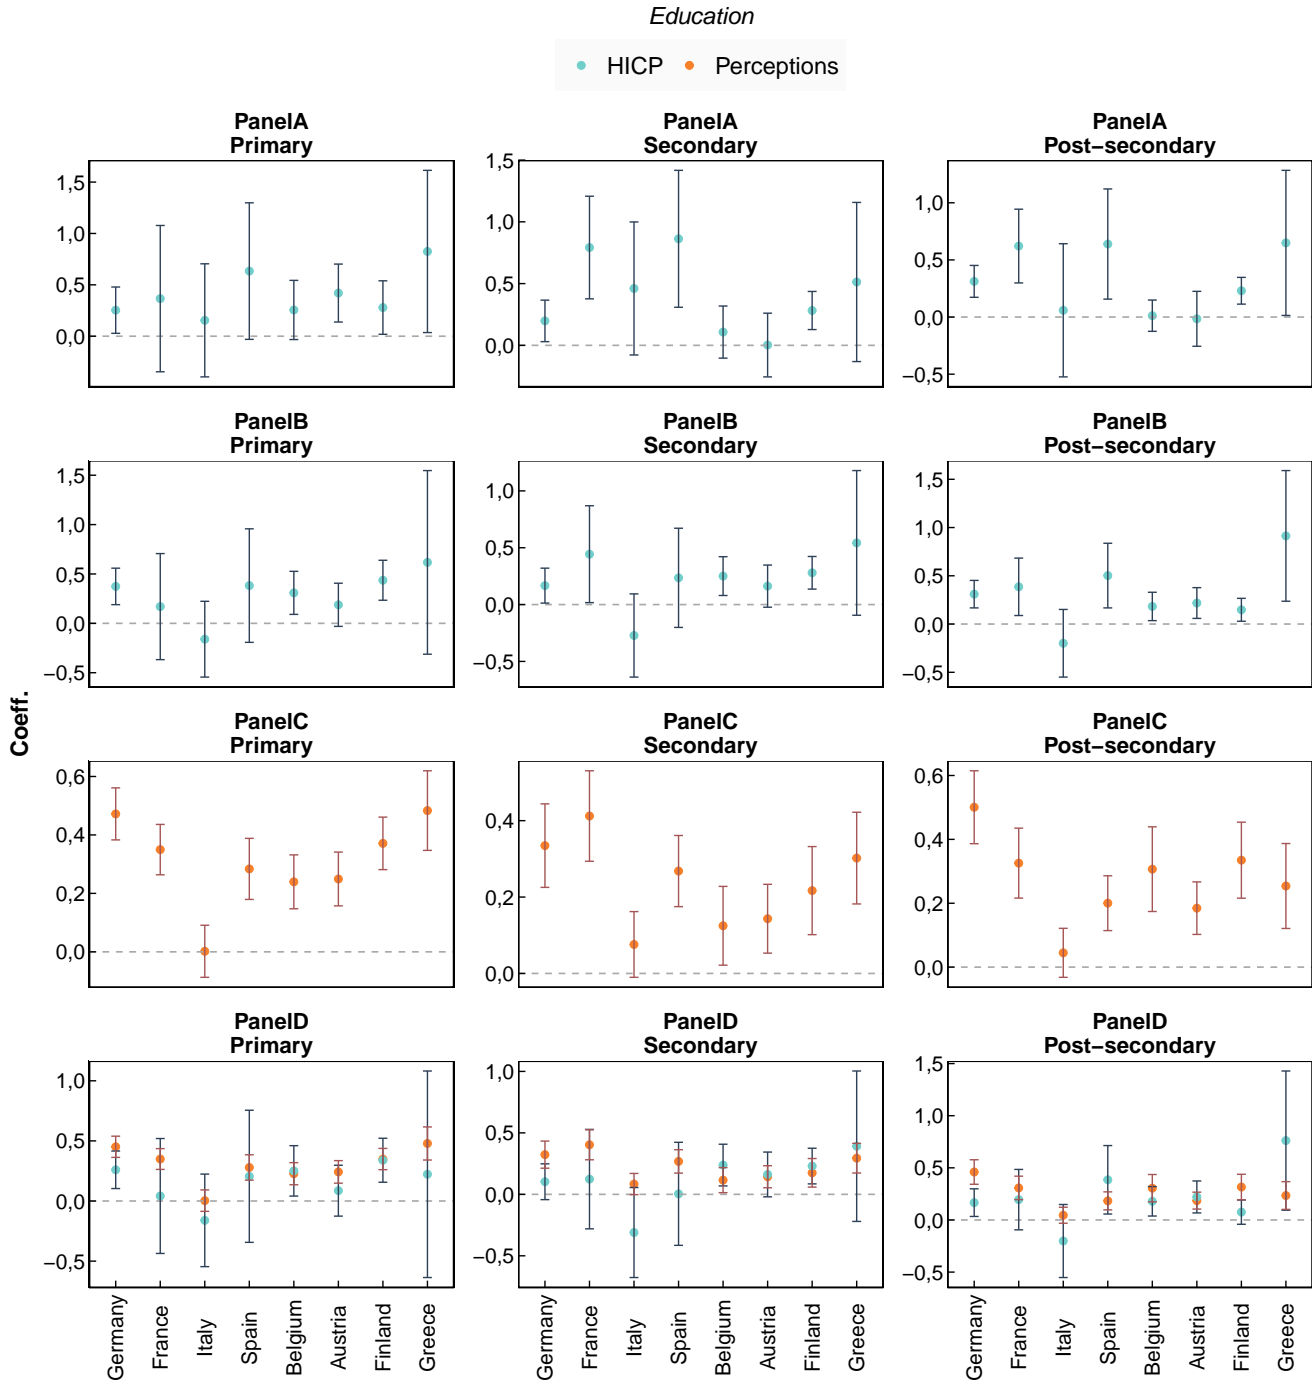 Education
HICP Perceptions
PanelA
Primary
PanelA
Secondary
PanelA
Post−secondary
1,5
1,0
0,5
0,0
1,5
1,0
0,5
0,0
1,0
0,5
0,0
−0,5
PanelB
Primary
PanelB
Secondary
PanelB
Post−secondary
1,5
1,0
0,5
0,0
−0,5
1,0
0,5
0,0
−0,5
1,5
1,0
0,5
0,0
−0,5
Coeff.
PanelC
Primary
PanelC
Secondary
PanelC
Post−secondary
0,6
0,4
0,2
0,0
0,4
0,2
0,0
0,6
0,4
0,2
0,0
PanelD
Primary
PanelD
Secondary
PanelD
Post−secondary
1,0
0,5
0,0
−0,5
1,0
0,5
0,0
−0,5
1,5
1,0
0,5
0,0
−0,5
Germany
France
Italy
Spain
Belgium
Austria
Finland
Greece
Germany
France
Italy
Spain
Belgium
Austria
Finland
Greece
Germany
France
Italy
Spain
Belgium
Austria
Finland
Greece